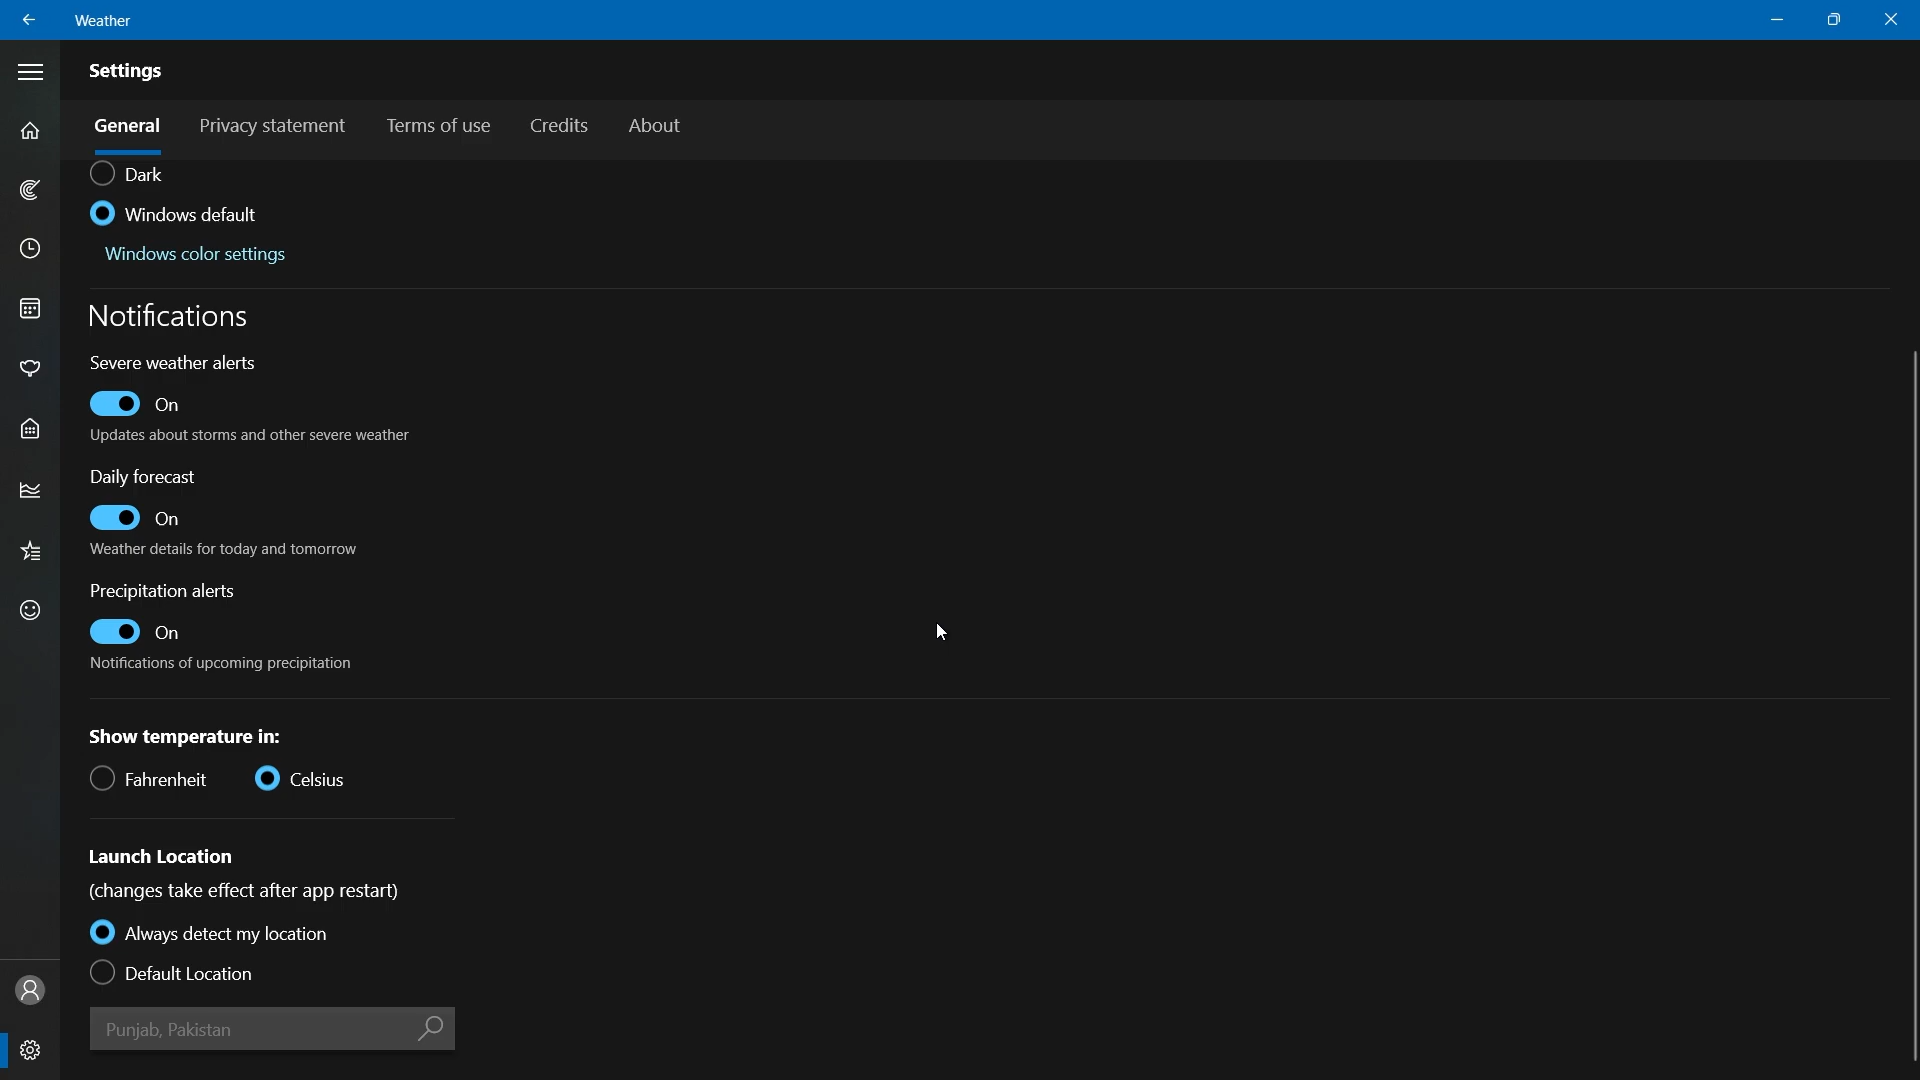 Weather
Settings
General Privacy statement Terms of use Credits About
Dark
Windows default
Windows color settings
Notifications
Severe weather alerts
On
Updates about storms and other severe weather
Daily forecast
On
Weather details for today and tomorrow
Precipitation alerts
On
Notifications of upcoming precipitation
Show temperature in:
Fahrenheit Celsius
Launch Location
(changes take effect after app restart)
Always detect my location
Default Location
Punjab, Pakistan